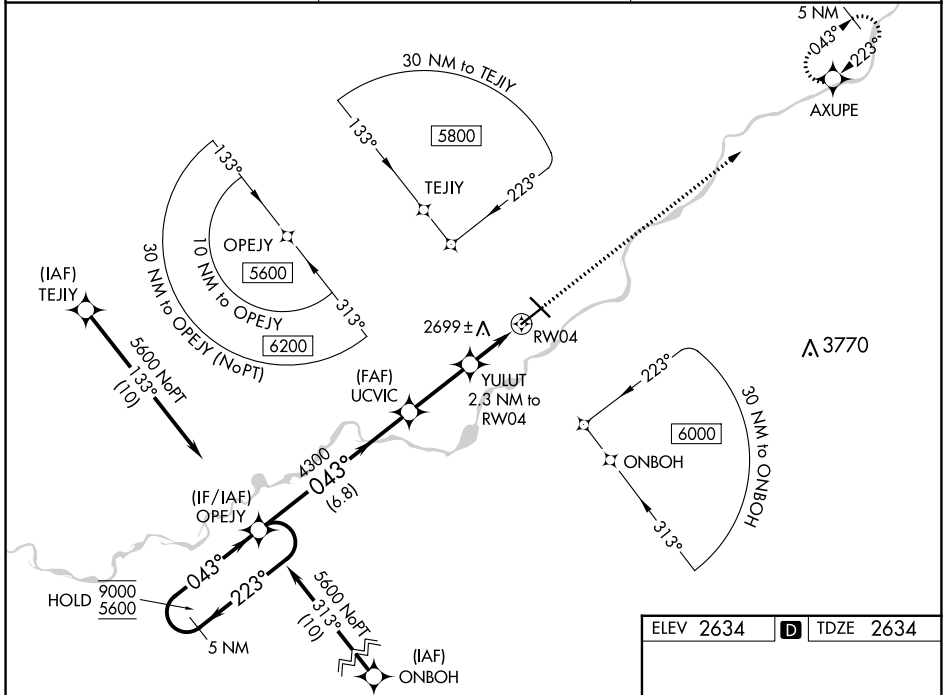 5 NM
043°
223°
AXUPE
30 NM to TEJIY
5800
133°
223°
TEJIY
133°
OPEJY
5600
10 NM to OPEJY
30 NM to OPEJY (NoPT)
6200
313°
(IAF)
TEJIY
5600 NoPT
133°
(10)
2699 ±
RW04
3770
(FAF)
UCVIC
YULUT
2.3 NM to
RW04
223°
30 NM to ONBOH
6000
ONBOH
313°
4300
043°
(6.8)
(IF/IAF)
OPEJY
043°
223°
HOLD 9000
5600
5 NM
5600 NoPT
313°
(10)
(IAF)
ONBOH
ELEV 2634 D TDZE 2634